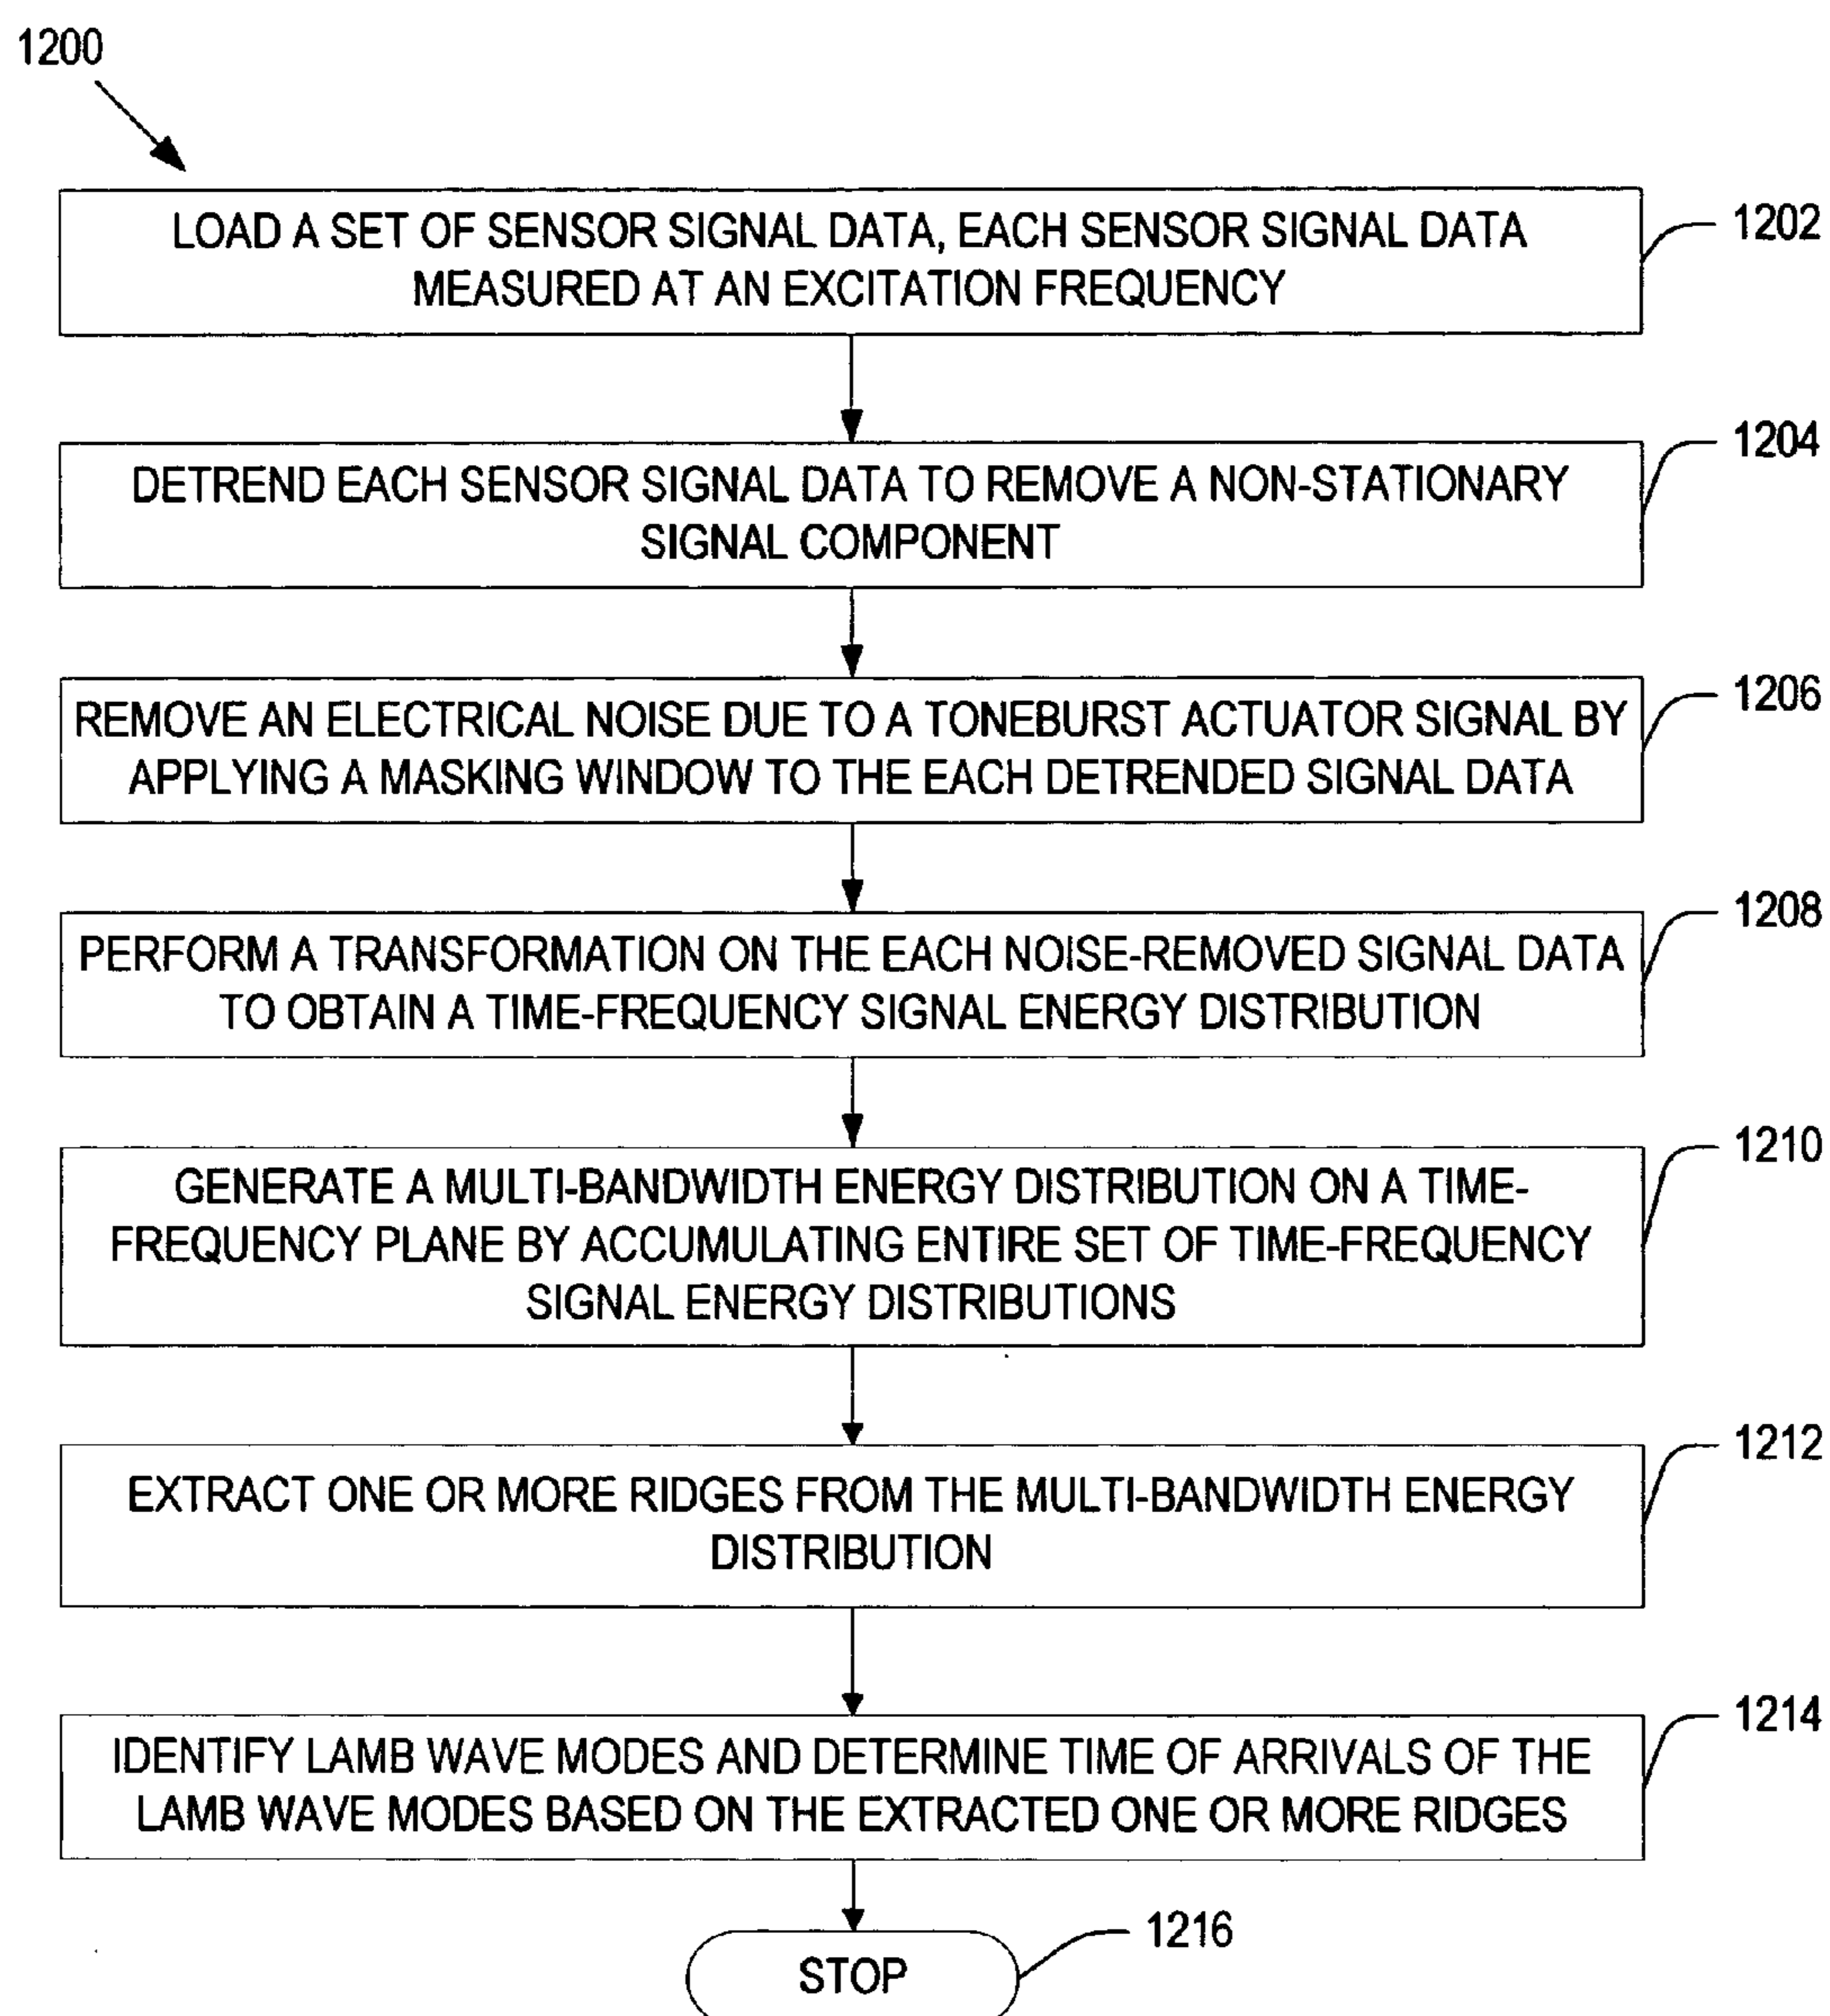 1200
LOAD A SET OF SENSOR SIGNAL DATA, EACH SENSOR SIGNAL DATA
MEASURED AT AN EXCITATION FREQUENCY
1202
DETREND EACH SENSOR SIGNAL DATA TO REMOVE A NON-STATIONARY
SIGNAL COMPONENT
1204
REMOVE AN ELECTRICAL NOISE DUE TO A TONEBURST ACTUATOR SIGNAL BY
APPLYING A MASKING WINDOW TO THE EACH DETRENDED SIGNAL DATA
1206
PERFORM A TRANSFORMATION ON THE EACH NOISE-REMOVED SIGNAL DATA
TO OBTAIN A TIME-FREQUENCY SIGNAL ENERGY DISTRIBUTION
1208
GENERATE A MULTI-BANDWIDTH ENERGY DISTRIBUTION ON A TIME-
FREQUENCY PLANE BY ACCUMULATING ENTIRE SET OF TIME-FREQUENCY
SIGNAL ENERGY DISTRIBUTIONS
1210
EXTRACT ONE OR MORE RIDGES FROM THE MULTI-BANDWIDTH ENERGY
DISTRIBUTION
1212
IDENTIFY LAMB WAVE MODES AND DETERMINE TIME OF ARRIVALS OF THE
LAMB WAVE MODES BASED ON THE EXTRACTED ONE OR MORE RIDGES
1214
STOP
1216